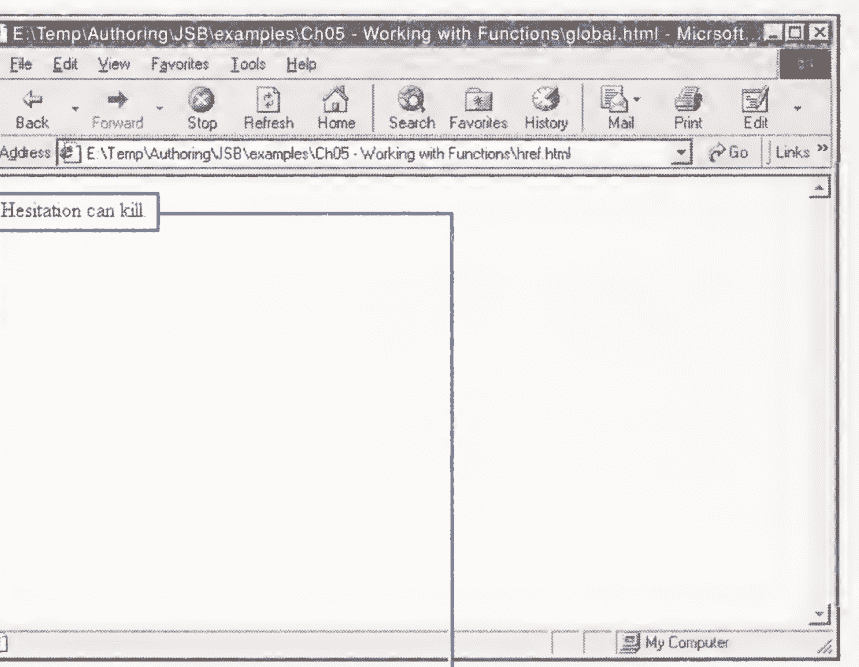 E:\Temp\Authoring\JSB\examples\Ch05 - Working with Functions\global.html - Micrsoft...
File Edit View Favorites Tools Help
Back Forward Stop Refresh Home Search Favorites History Mail Print Edit
Address E:\Temp\Authoring\JSB\examples\Ch05 - Working with Functions\href.html Go Links »
Hesitation can kill.
My Computer